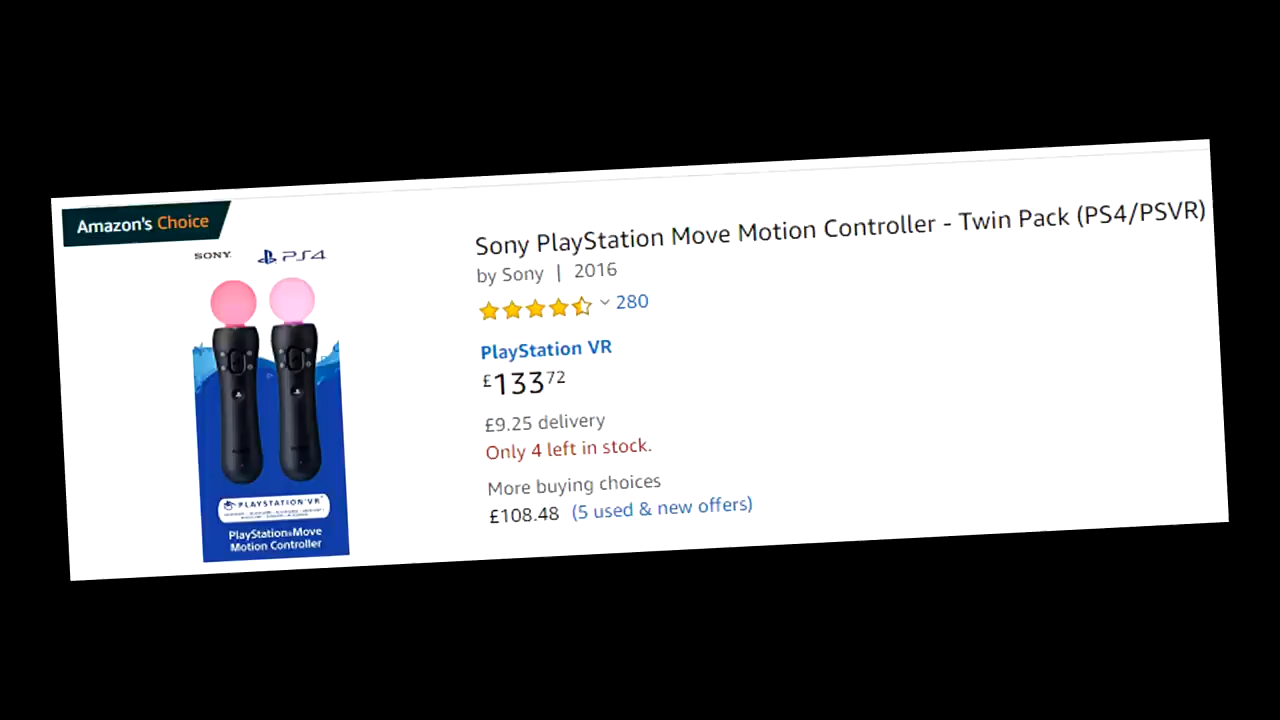 Amazon's Choice
SONY
PS4
PLAYSTATION VR
PlayStation®Move
Motion Controller
Sony PlayStation Move Motion Controller - Twin Pack (PS4/PSVR)
by Sony | 2016
280
PlayStation VR
£13372
£9.25 delivery
Only 4 left in stock.
More buying choices
£108.48 (5 used & new offers)